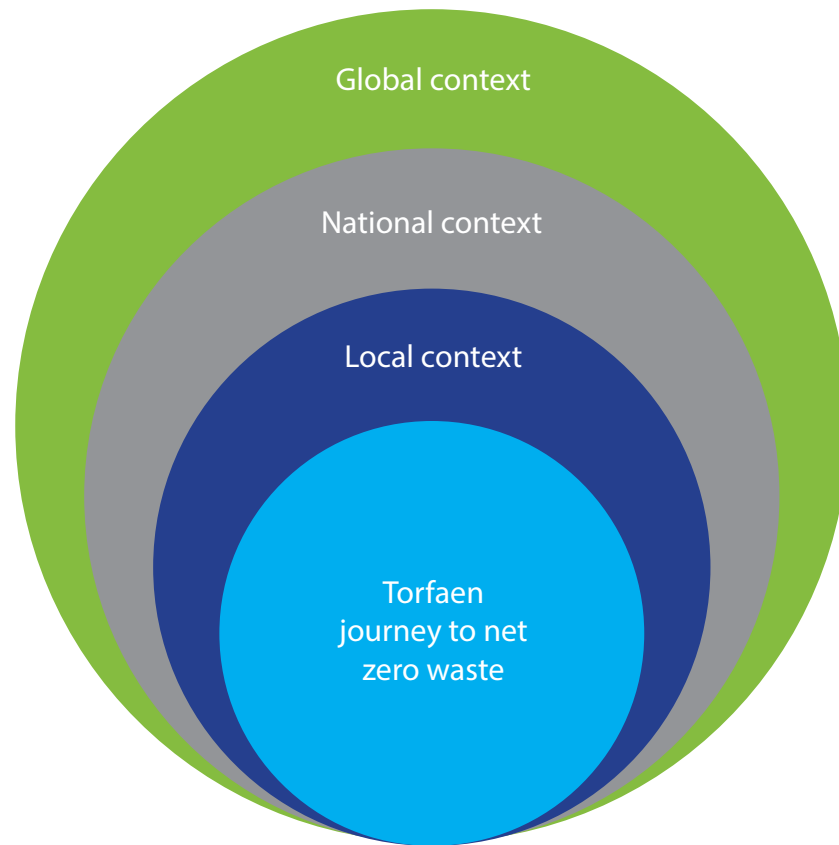 Global context
National context
Local context
Torfaen
journey to net
zero waste